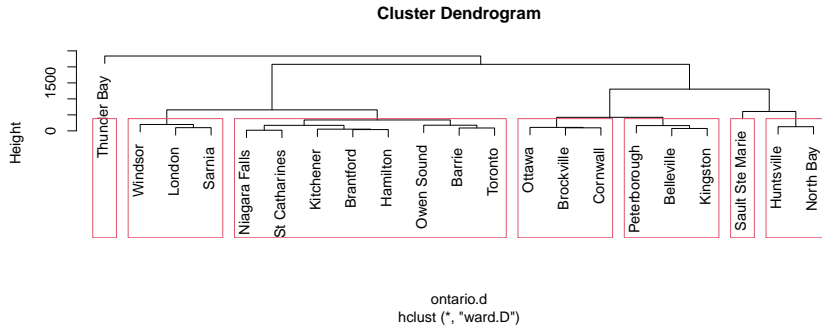 Cluster Dendrogram
Height
1500
0
Thunder Bay
Windsor
London
Sarnia
Niagara Falls
St Catharines
Kitchener
Brantford
Hamilton
Owen Sound
Barrie
Toronto
Ottawa
Brockville
Cornwall
Peterborough
Belleville
Kingston
Sault Ste Marie
Huntsville
North Bay
ontario.d
hclust (*, "ward.D")